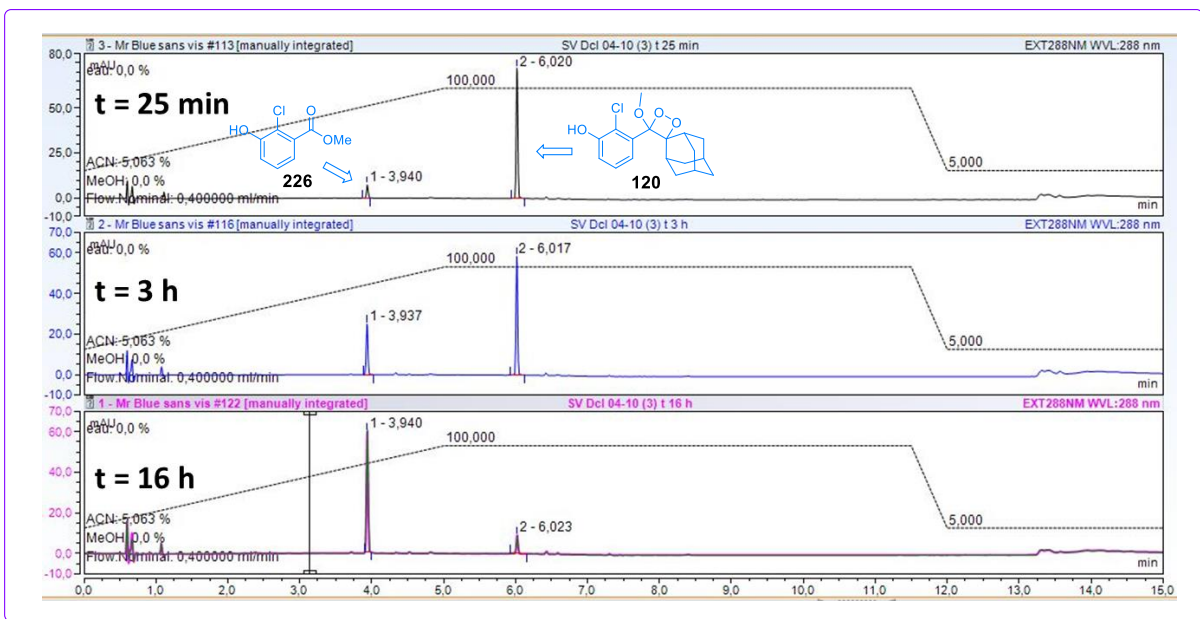 3 - Mr Blue sans vis #113 [manually integrated] SV Dcl 04-10 (3) t 25 min EXT288NM WVL:288 nm
80,0
mAU
eau: 0,0 %
2 - 6,020
100,000
t = 25 min
Cl
O
HO
OMe
226
Cl
O
O
O
HO
120
50,0
25,0
ACN: 5,063 %
MeOH: 0,0 %
1 - 3,940
5,000
0,0
Flow.Nominal: 0,400000 ml/min
min
-10,0
2 - Mr Blue sans vis #116 [manually integrated] SV Dcl 04-10 (3) t 3 h EXT288NM WVL:288 nm
70,0
mAU
eau: 0,0 %
60,0
2 - 6,017
100,000
t = 3 h
40,0
1 - 3,937
20,0
ACN: 5,063 %
MeOH: 0,0 %
5,000
0,0
Flow.Nominal: 0,400000 ml/min
min
-10,0
1 - Mr Blue sans vis #122 [manually integrated] SV Dcl 04-10 (3) t 16 h EXT288NM WVL:288 nm
70,0
mAU
eau: 0,0 %
60,0
1 - 3,940
100,000
t = 16 h
40,0
20,0
ACN: 5,063 %
MeOH: 0,0 %
2 - 6,023
5,000
0,0
Flow.Nominal: 0,400000 ml/min
min
-10,0
0,0 1,0 2,0 3,0 4,0 5,0 6,0 7,0 8,0 9,0 10,0 11,0 12,0 13,0 14,0 15,0